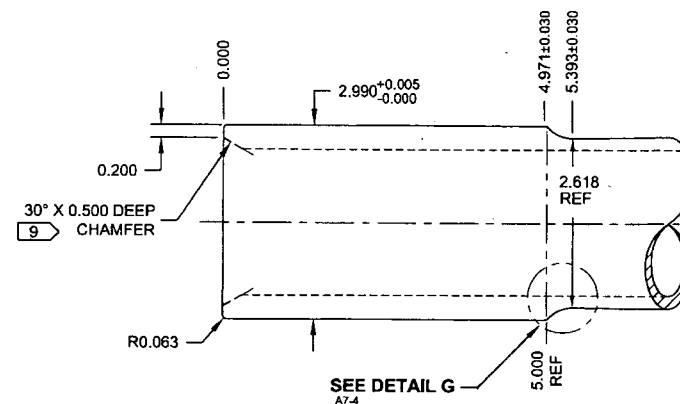 0.000
2.990 +0.005 -0.000
4.971±0.030
5.393±0.030
0.200
2.618
REF
30° X 0.500 DEEP
9 CHAMFER
R0.063
SEE DETAIL G
A7-4
5.000
REF